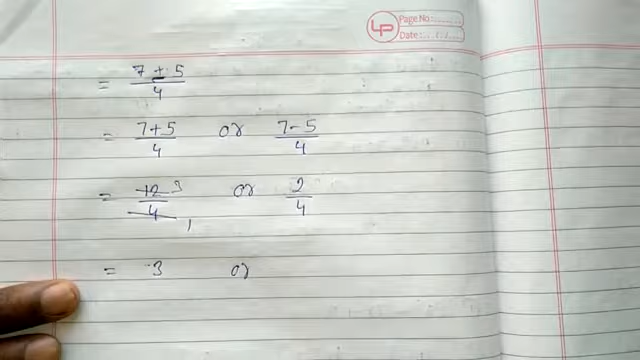 LP Page No:.......
Date: ../../....
= 7 ± 5 / 4
= 7+5 / 4 or 7-5 / 4
= 12 3 / 4 1 or 2 / 4
= 3 or